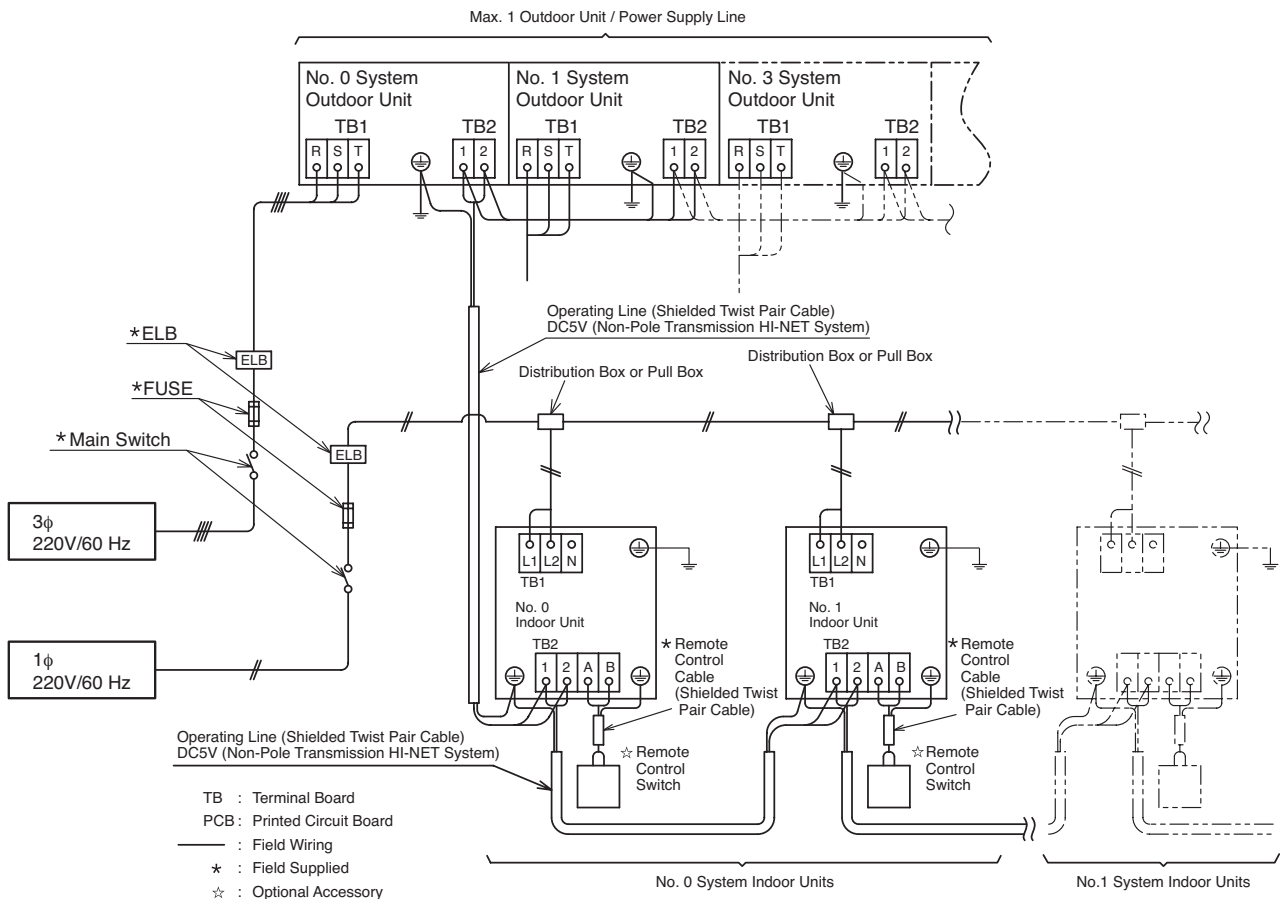 Max. 1 Outdoor Unit / Power Supply Line
No. 0 System
Outdoor Unit
TB1
TB2
R S T
1 2
No. 1 System
Outdoor Unit
TB1
TB2
R S T
1 2
No. 3 System
Outdoor Unit
TB1
TB2
R S T
1 2
Operating Line (Shielded Twist Pair Cable)
DC5V (Non-Pole Transmission HI-NET System)
*ELB
ELB
Distribution Box or Pull Box
Distribution Box or Pull Box
*FUSE
*Main Switch
ELB
3ϕ
220V/60 Hz
1ϕ
220V/60 Hz
L1 L2 N
TB1
No. 0
Indoor Unit
TB2
1 2 A B
* Remote
Control
Cable
(Shielded Twist
Pair Cable)
☆ Remote
Control
Switch
L1 L2 N
TB1
No. 1
Indoor Unit
TB2
1 2 A B
* Remote
Control
Cable
(Shielded Twist
Pair Cable)
☆ Remote
Control
Switch
Operating Line (Shielded Twist Pair Cable)
DC5V (Non-Pole Transmission HI-NET System)
TB : Terminal Board
PCB : Printed Circuit Board
: Field Wiring
* : Field Supplied
☆ : Optional Accessory
No. 0 System Indoor Units
No.1 System Indoor Units